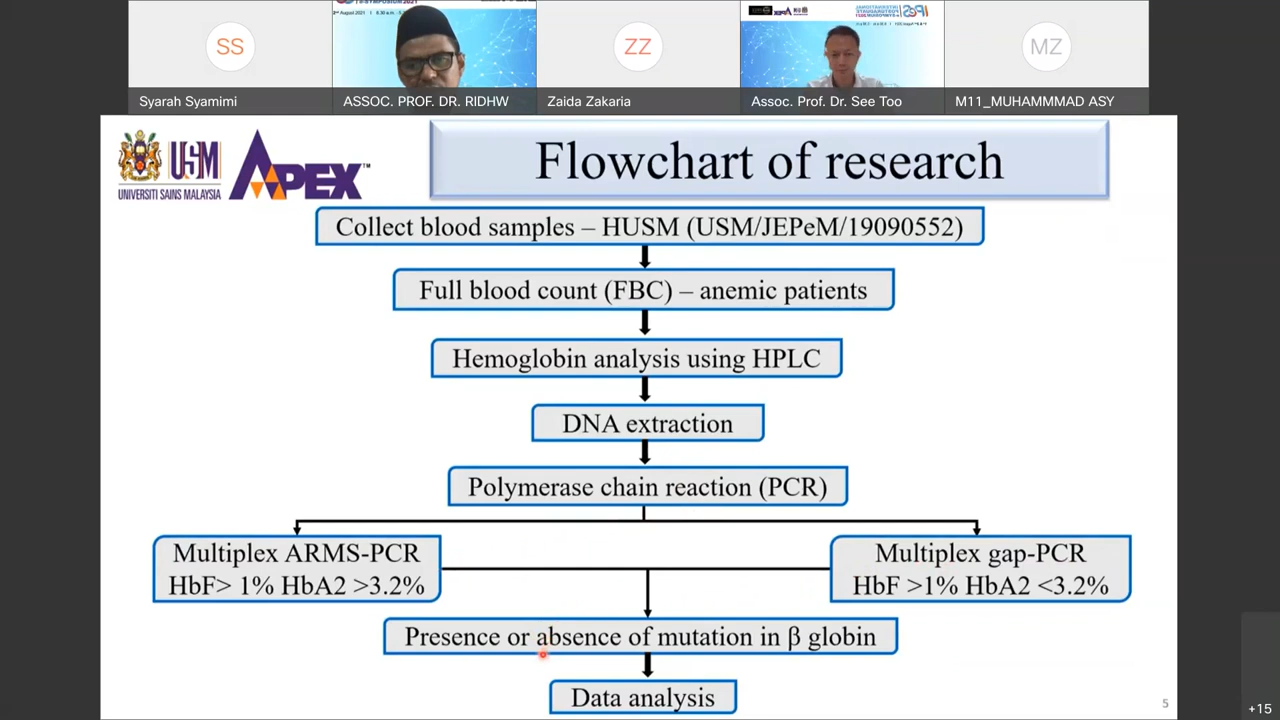 SS
ZZ
MZ
Syarah Syamimi
ASSOC. PROF. DR. RIDHW
Zaida Zakaria
Assoc. Prof. Dr. See Too
M11_MUHAMMMAD ASY
USM
UNIVERSITI SAINS MALAYSIA
APEX™
Flowchart of research
Collect blood samples – HUSM (USM/JEPeM/19090552)
Full blood count (FBC) – anemic patients
Hemoglobin analysis using HPLC
DNA extraction
Polymerase chain reaction (PCR)
Multiplex ARMS-PCR
HbF> 1% HbA2 >3.2%
Multiplex gap-PCR
HbF >1% HbA2 <3.2%
Presence or absence of mutation in β globin
Data analysis
5
+15